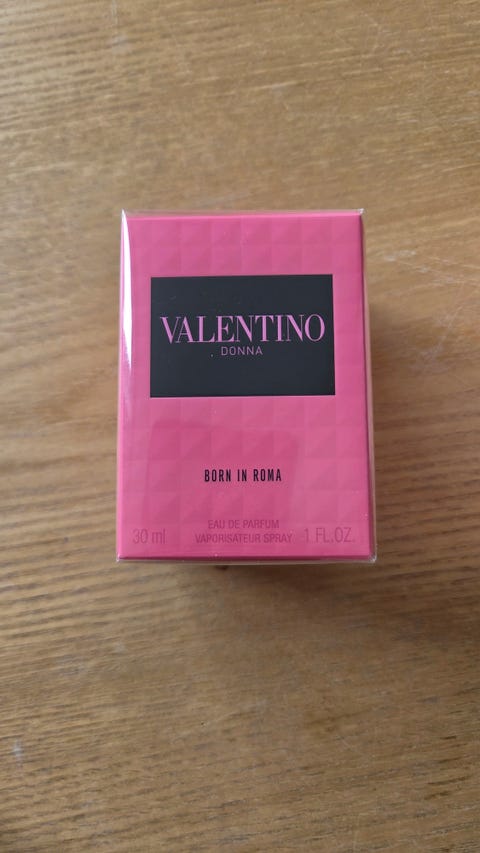 VALENTINO
DONNA
BORN IN ROMA
EAU DE PARFUM
30 ml VAPORISATEUR SPRAY 1 FL.OZ.